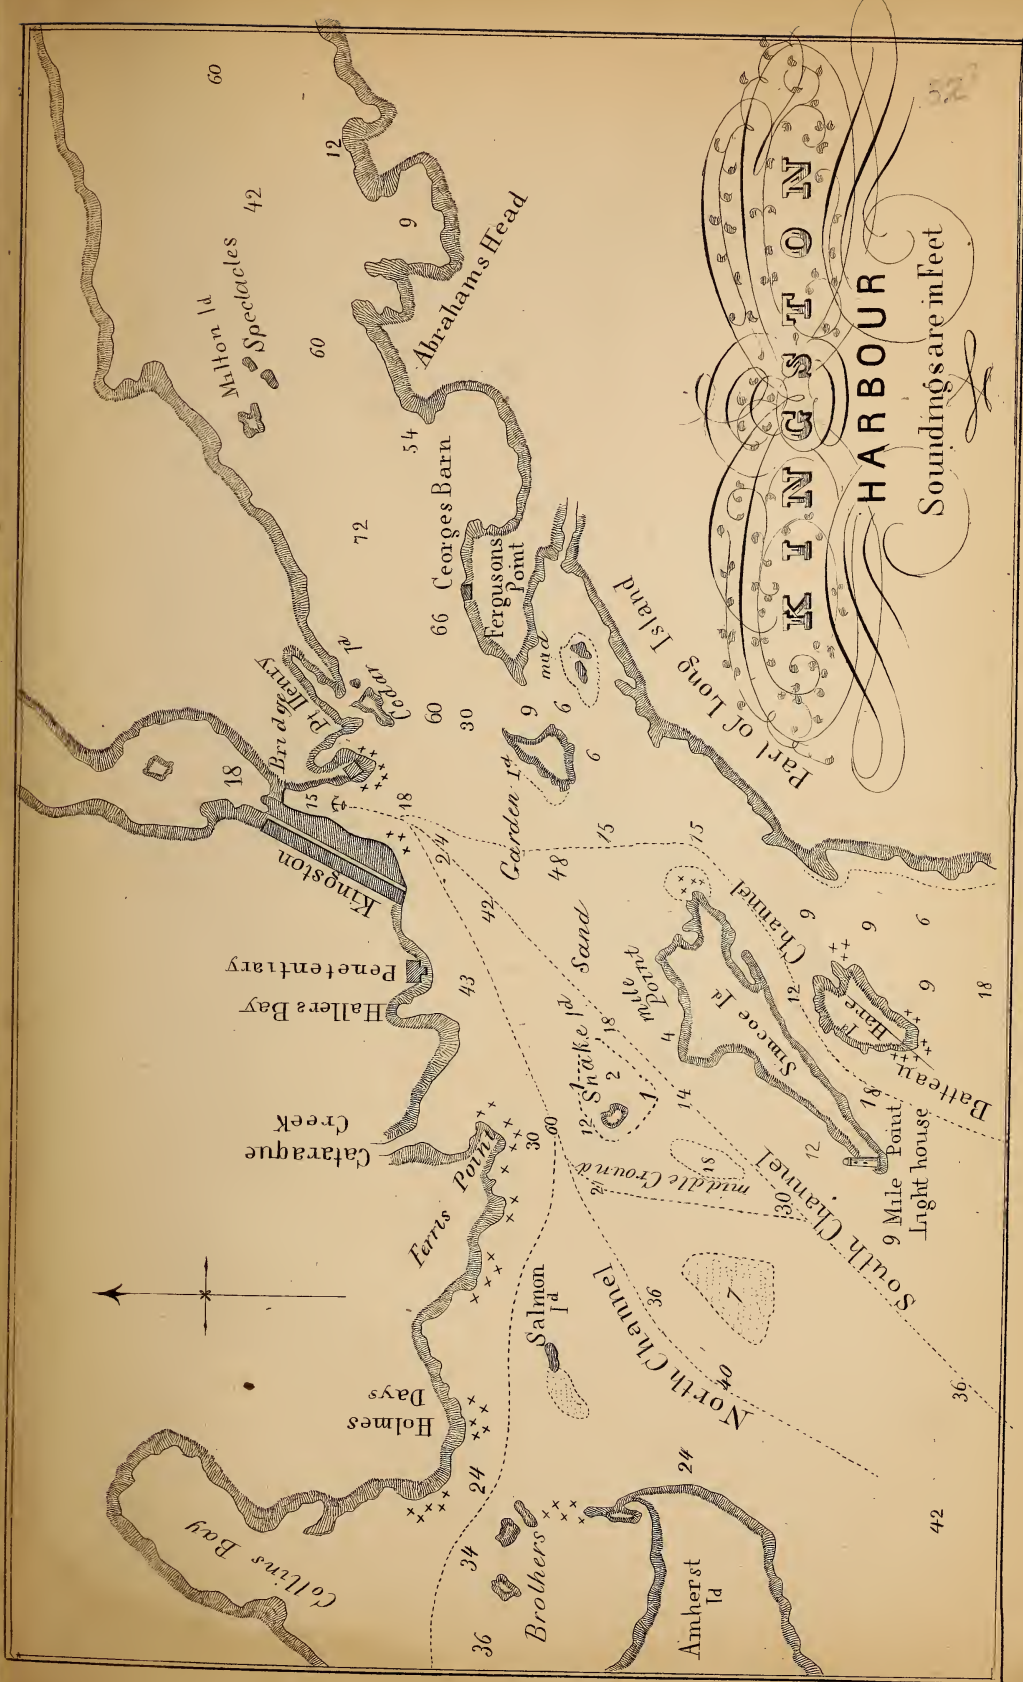 KINGSTON
HARBOUR
Soundings are in Feet
52
60
12
42
9
Milton Id
Spectacles
60
Abrahams Head
54
72
Georges Barn
66
Fergusons
Point
mud
Part of Long Island
Pt Henry
Cedar Id
Bridge
60
30
9
6
6
Garden Id
18
15
18
24
Kingston
15
15
48
42
Sand
43
Penetentiary
Hallers Bay
Channel
9
9
6
9
18
12
mile
Point
4
Simcoe Id
Hare
Id
Batteau
Snake Id
18
1
2
12
1
14
Cataraque
Creek
Point
30
60
18
12
9 Mile Point
Light house
middle Ground
18
21
30
South Channel
Ferris
Salmon
Id
North Channel
36
7
40
36
Holmes
Days
24
24
Collins Bay
34
36
Brothers
Amherst
Id
42